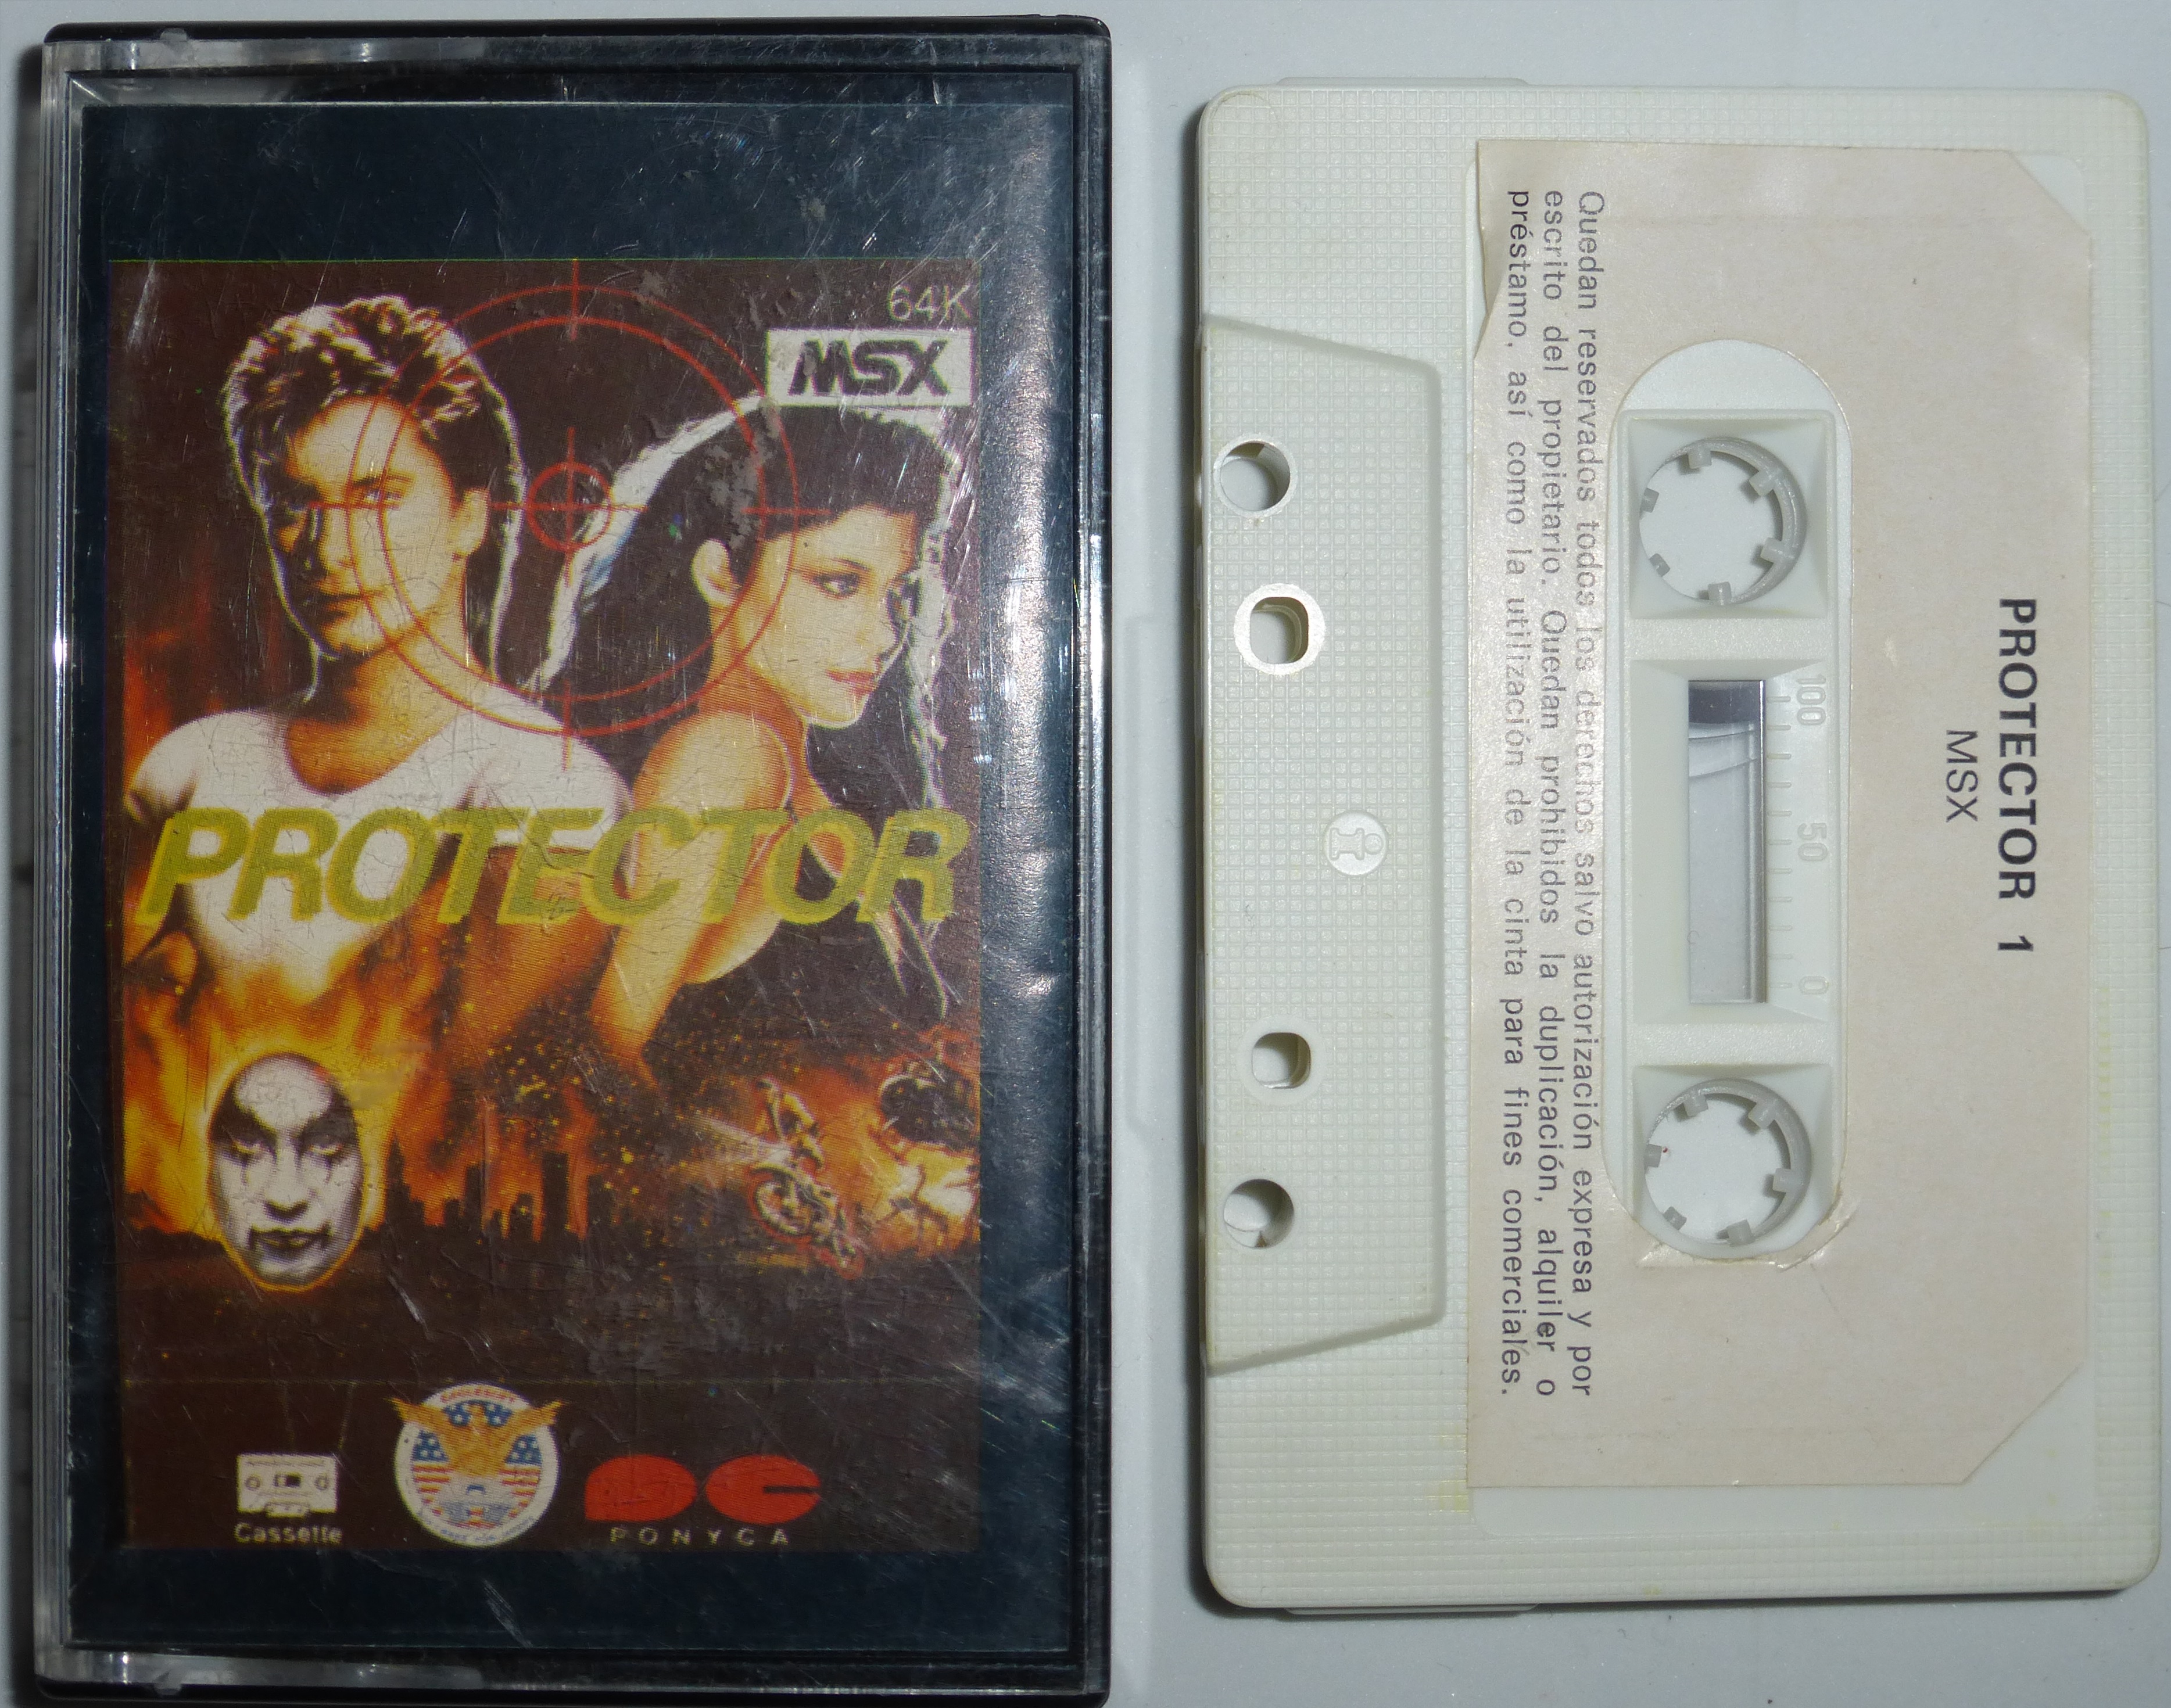 64K
MSX
PROTECTOR
Cassette
PONYCA
PROTECTOR 1
MSX
100 50 0
Quedan reservados todos los derechos salvo autorización expresa y por
escrito del propietario. Quedan prohibidos la duplicación, alquiler o
préstamo, así como la utilización de la cinta para fines comerciales.